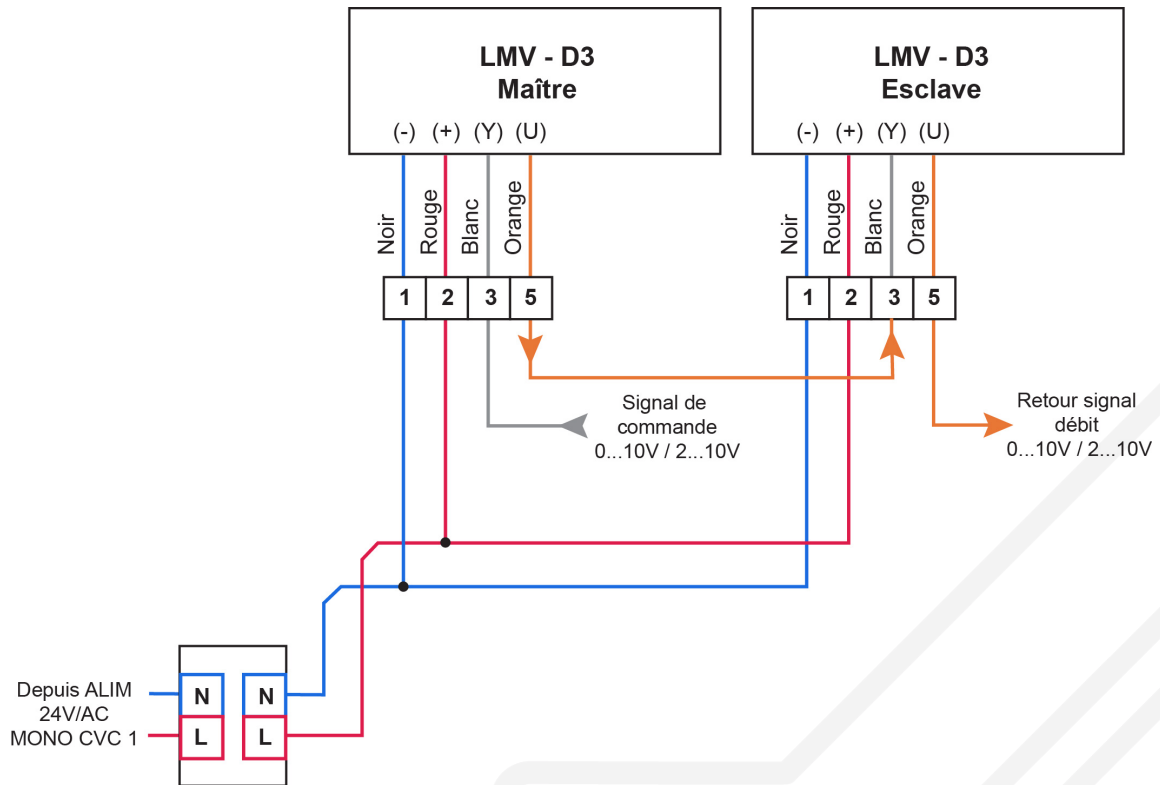 LMV - D3
Maître
(-) (+) (Y) (U)
Noir
Rouge
Blanc
Orange
1 2 3 5
LMV - D3
Esclave
(-) (+) (Y) (U)
Noir
Rouge
Blanc
Orange
1 2 3 5
Signal de
commande
0...10V / 2...10V
Retour signal
débit
0...10V / 2...10V
Depuis ALIM
24V/AC
MONO CVC 1
N N
L L